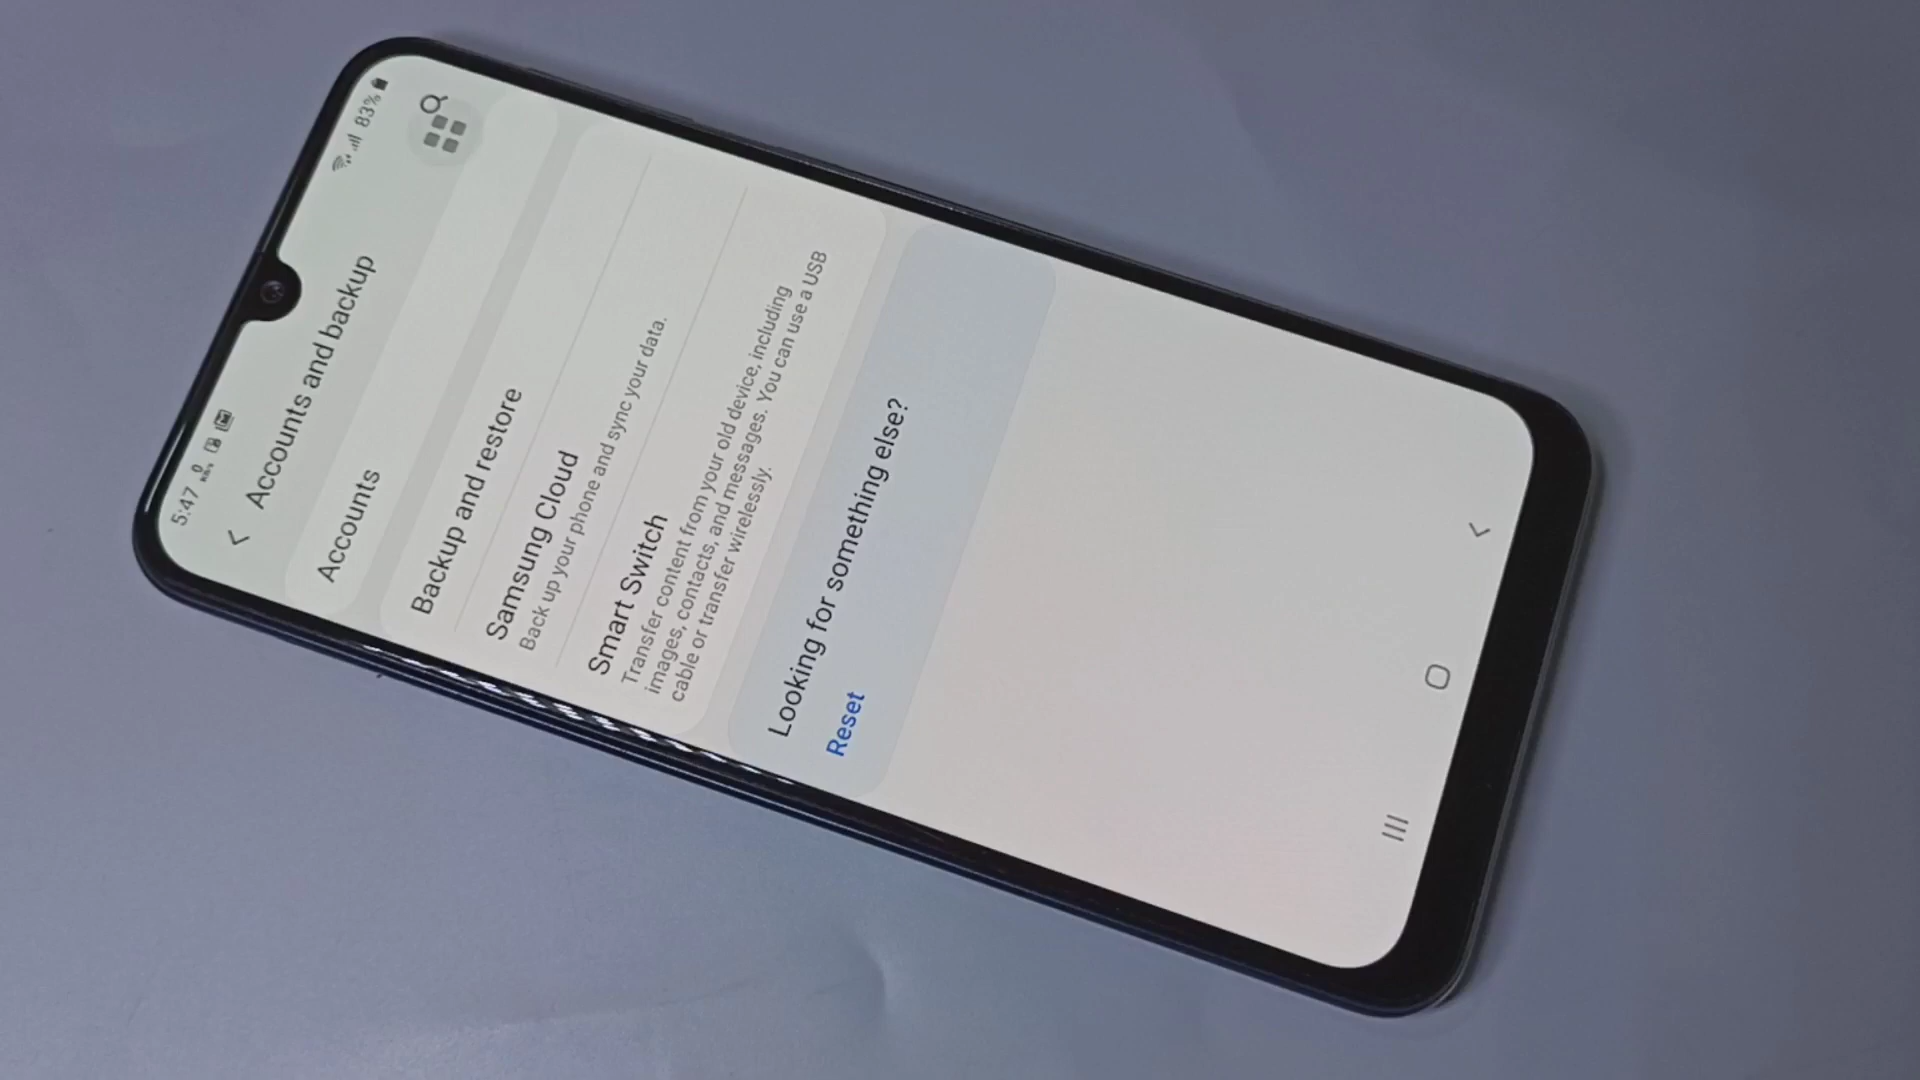 5:47
0
KB/s
83%
Accounts and backup
Accounts
Backup and restore
Samsung Cloud
Back up your phone and sync your data.
Smart Switch
Transfer content from your old device, including
images, contacts, and messages. You can use a USB
cable or transfer wirelessly.
Looking for something else?
Reset